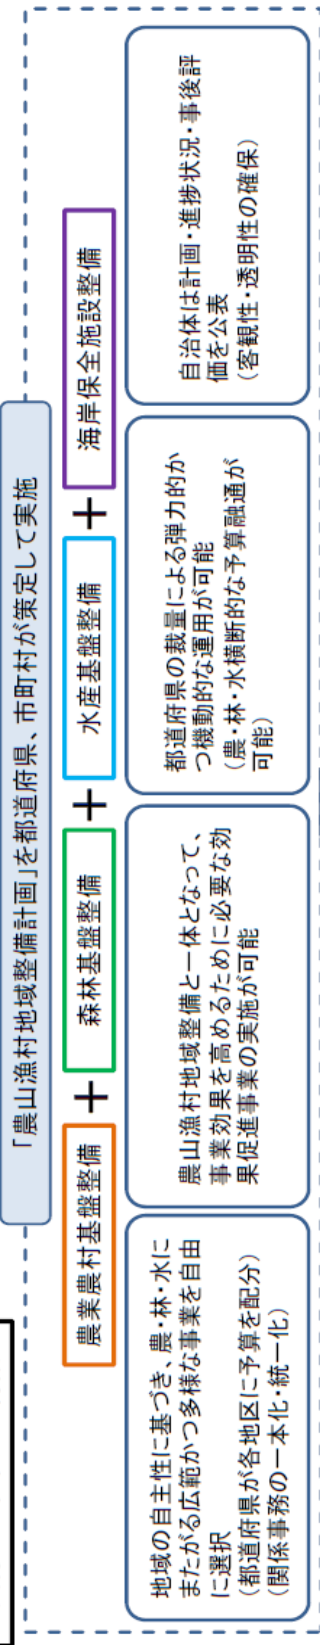 「農山漁村地域整備計画」を都道府県、市町村が策定して実施
農業農村基盤整備
＋
森林基盤整備
＋
水産基盤整備
＋
海岸保全施設整備
地域の自主性に基づき、農・林・水に
またがる広範かつ多様な事業を自由
に選択
（都道府県が各地区に予算を配分）
（関係事務の一本化・統一化）
農山漁村地域整備と一体となって、
事業効果を高めるために必要な効
果促進事業の実施が可能
都道府県の裁量による弾力的か
つ機動的な運用が可能
（農・林・水横断的な予算融通が
可能）
自治体は計画・進捗状況・事後評
価を公表
（客観性・透明性の確保）